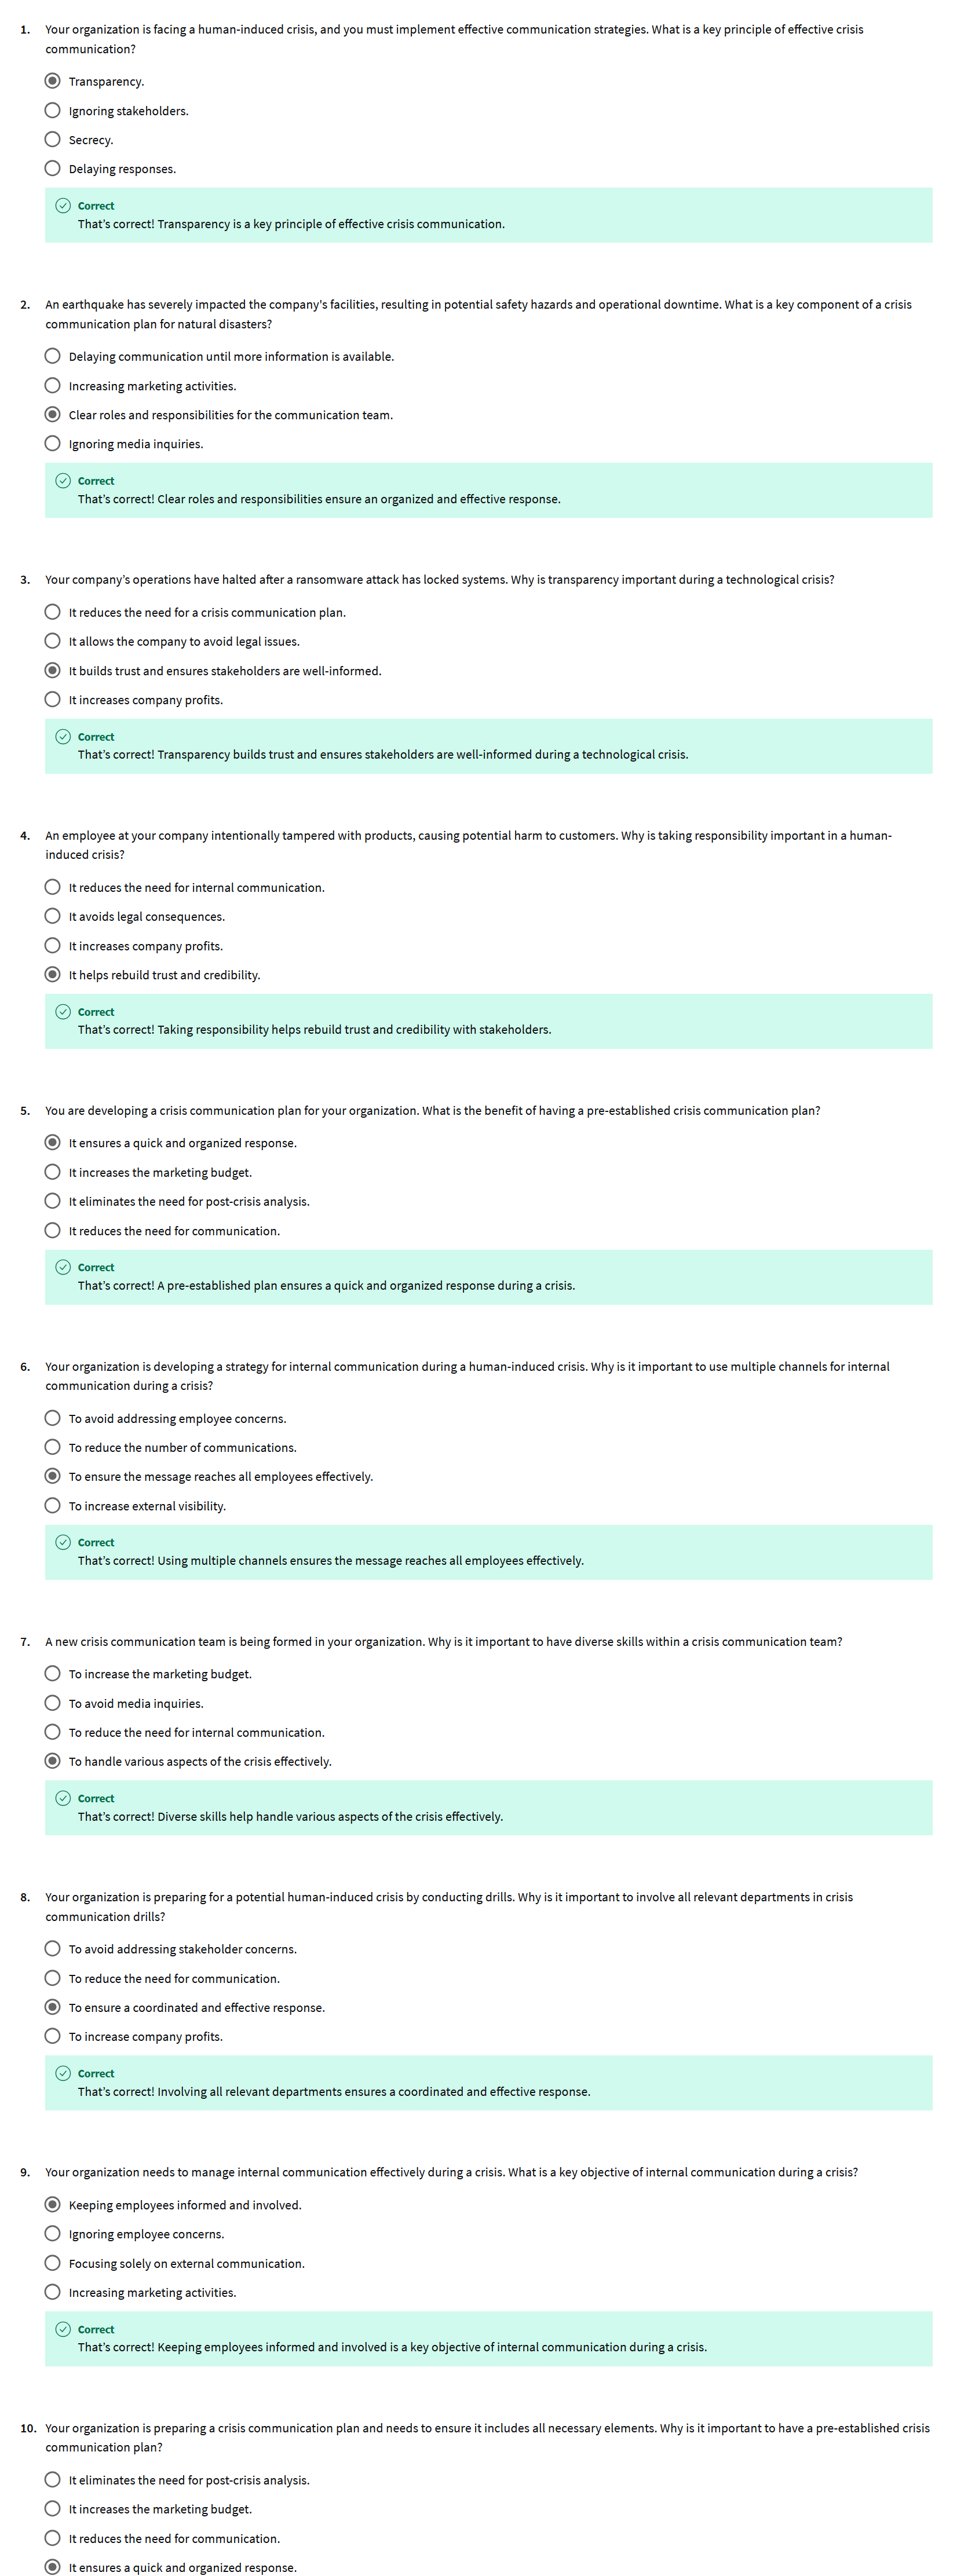 1. Your organization is facing a human-induced crisis, and you must implement effective communication strategies. What is a key principle of effective crisis
communication?
Transparency.
Ignoring stakeholders.
Secrecy.
Delaying responses.
Correct
That's correct! Transparency is a key principle of effective crisis communication.
2. An earthquake has severely impacted the company's facilities, resulting in potential safety hazards and operational downtime. What is a key component of a crisis
communication plan for natural disasters?
Delaying communication until more information is available.
Increasing marketing activities.
Clear roles and responsibilities for the communication team.
Ignoring media inquiries.
Correct
That's correct! Clear roles and responsibilities ensure an organized and effective response.
3. Your company's operations have halted after a ransomware attack has locked systems. Why is transparency important during a technological crisis?
It reduces the need for a crisis communication plan.
It allows the company to avoid legal issues.
It builds trust and ensures stakeholders are well-informed.
It increases company profits.
Correct
That's correct! Transparency builds trust and ensures stakeholders are well-informed during a technological crisis.
4. An employee at your company intentionally tampered with products, causing potential harm to customers. Why is taking responsibility important in a human-
induced crisis?
It reduces the need for internal communication.
It avoids legal consequences.
It increases company profits.
It helps rebuild trust and credibility.
Correct
That's correct! Taking responsibility helps rebuild trust and credibility with stakeholders.
5. You are developing a crisis communication plan for your organization. What is the benefit of having a pre-established crisis communication plan?
It ensures a quick and organized response.
It increases the marketing budget.
It eliminates the need for post-crisis analysis.
It reduces the need for communication.
Correct
That's correct! A pre-established plan ensures a quick and organized response during a crisis.
6. Your organization is developing a strategy for internal communication during a human-induced crisis. Why is it important to use multiple channels for internal
communication during a crisis?
To avoid addressing employee concerns.
To reduce the number of communications.
To ensure the message reaches all employees effectively.
To increase external visibility.
Correct
That's correct! Using multiple channels ensures the message reaches all employees effectively.
7. A new crisis communication team is being formed in your organization. Why is it important to have diverse skills within a crisis communication team?
To increase the marketing budget.
To avoid media inquiries.
To reduce the need for internal communication.
To handle various aspects of the crisis effectively.
Correct
That's correct! Diverse skills help handle various aspects of the crisis effectively.
8. Your organization is preparing for a potential human-induced crisis by conducting drills. Why is it important to involve all relevant departments in crisis
communication drills?
To avoid addressing stakeholder concerns.
To reduce the need for communication.
To ensure a coordinated and effective response.
To increase company profits.
Correct
That's correct! Involving all relevant departments ensures a coordinated and effective response.
9. Your organization needs to manage internal communication effectively during a crisis. What is a key objective of internal communication during a crisis?
Keeping employees informed and involved.
Ignoring employee concerns.
Focusing solely on external communication.
Increasing marketing activities.
Correct
That's correct! Keeping employees informed and involved is a key objective of internal communication during a crisis.
10. Your organization is preparing a crisis communication plan and needs to ensure it includes all necessary elements. Why is it important to have a pre-established crisis
communication plan?
It eliminates the need for post-crisis analysis.
It increases the marketing budget.
It reduces the need for communication.
It ensures a quick and organized response.